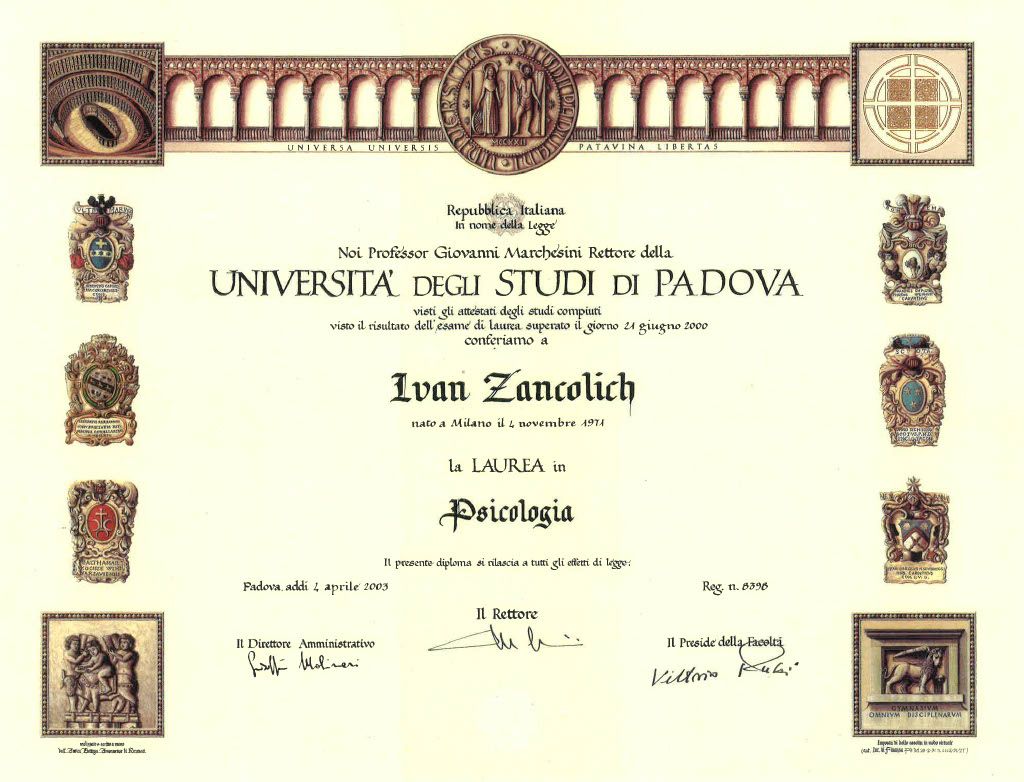 UNIVERSA UNIVERSIS PATAVINA LIBERTAS
MCCXXII
Repubblica Italiana
In nome della Legge
Noi Professor Giovanni Marchesini Rettore della
UNIVERSITA' DEGLI STUDI DI PADOVA
visti gli attestati degli studi compiuti
visto il risultato dell'esame di laurea superato il giorno 21 giugno 2000
conferiamo a
Ivan Zancolich
nato a Milano il 4 novembre 1971
la LAUREA in
Psicologia
Il presente diploma si rilascia a tutti gli effetti di legge.
Padova, addì 4 aprile 2003 Reg. n. 8398
Il Rettore
Il Direttore Amministrativo Il Preside della Facoltà
GYMNASIUM
OMNIUM DISCIPLINARUM